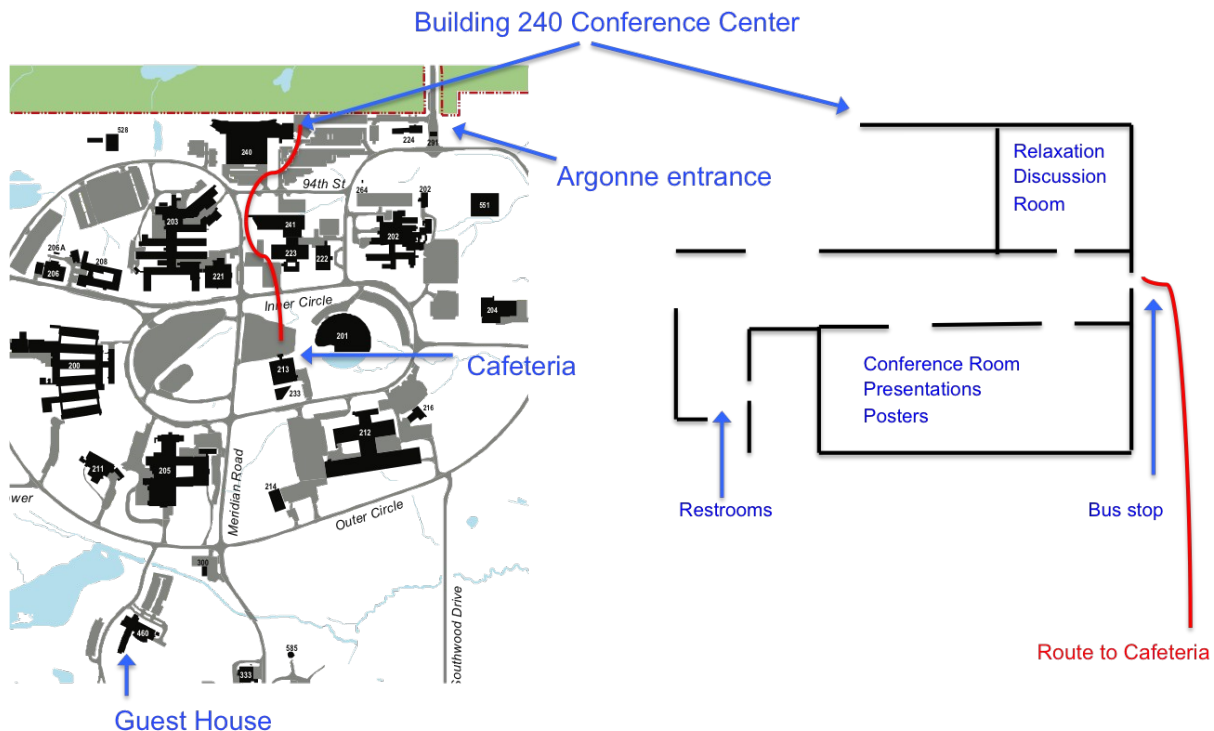 Building 240 Conference Center
528
240
224
291
Argonne entrance
94th St
264
202
551
203
241
202
223
222
206A
208
206
221
Inner Circle
204
201
200
Cafeteria
213
233
216
212
211
205
Meridian Road
214
Outer Circle
ower
300
460
585
333
Southwood Drive
Guest House
Relaxation
Discussion
Room
Conference Room
Presentations
Posters
Restrooms
Bus stop
Route to Cafeteria